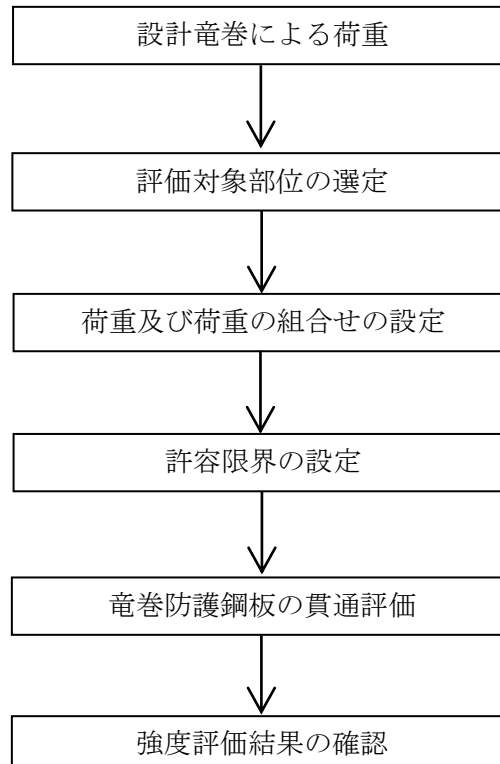 設計竜巻による荷重
評価対象部位の選定
荷重及び荷重の組合せの設定
許容限界の設定
竜巻防護鋼板の貫通評価
強度評価結果の確認